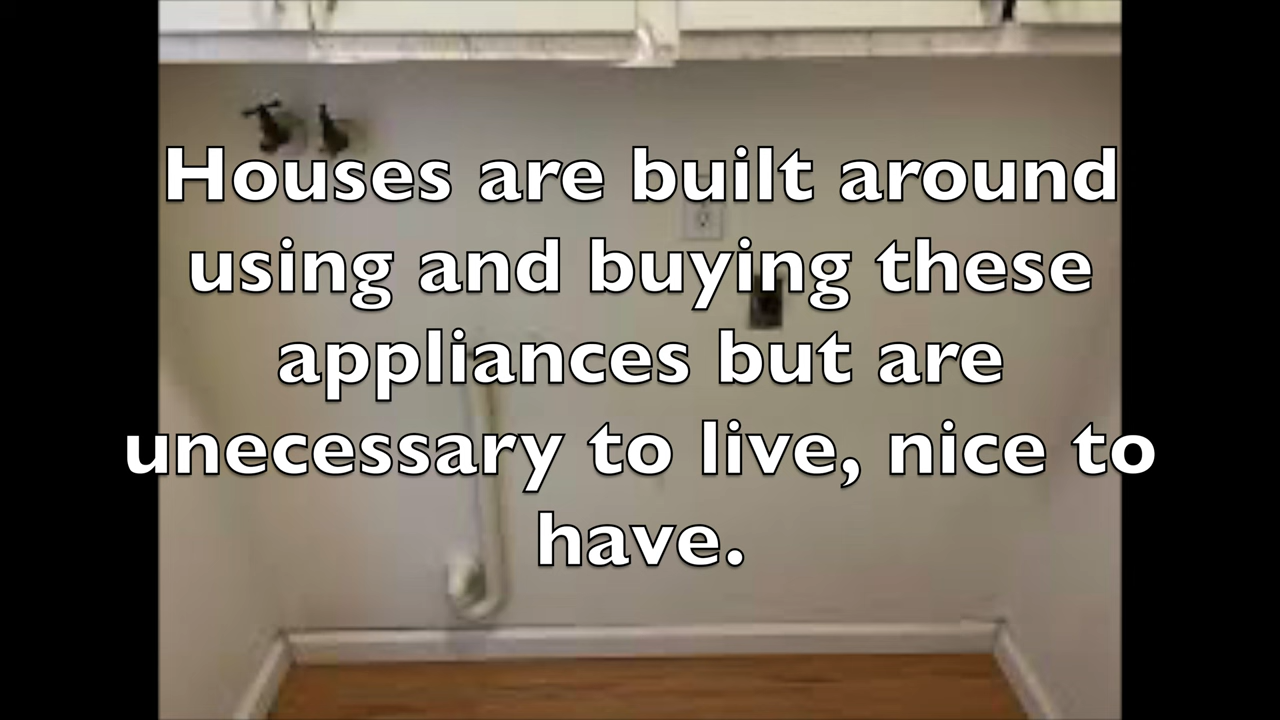 Houses are built around
using and buying these
appliances but are
unecessary to live, nice to
have.